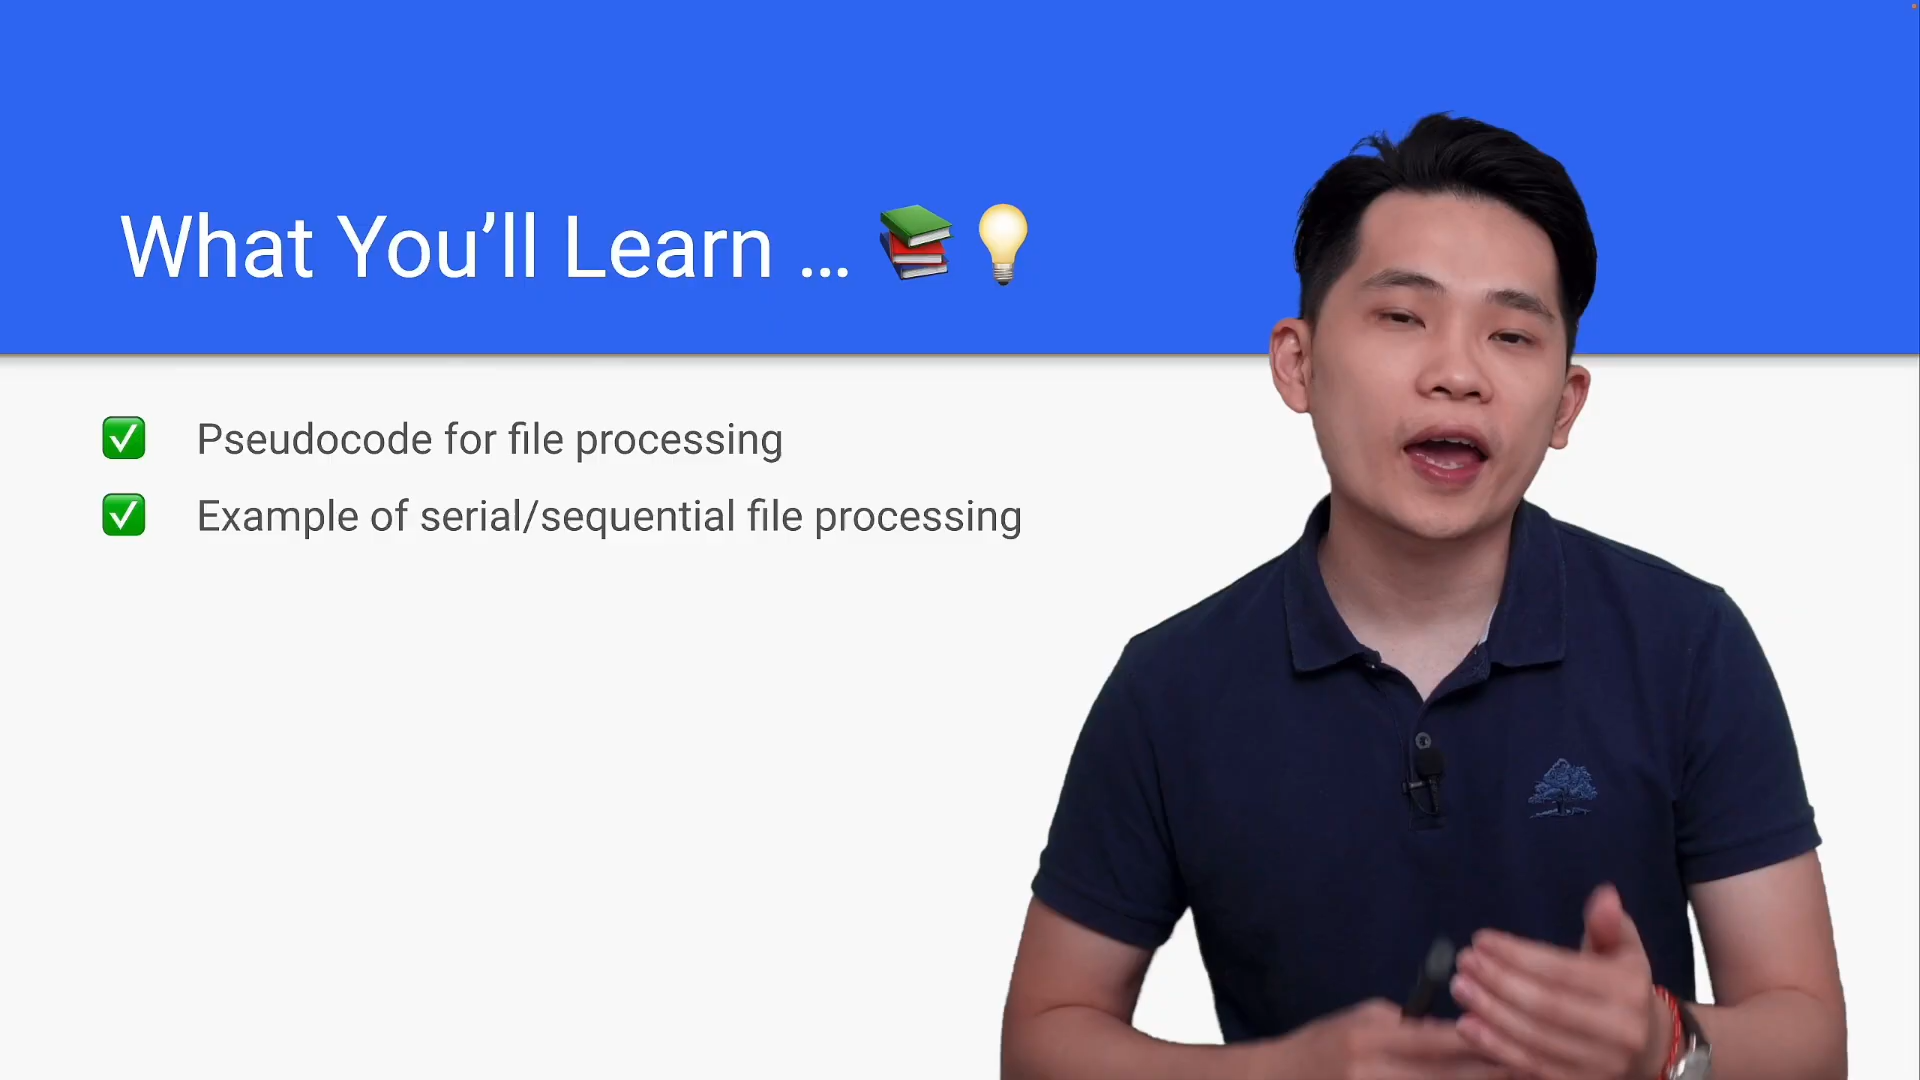 What You’ll Learn ... 📚 💡
✅ Pseudocode for file processing
✅ Example of serial/sequential file processing